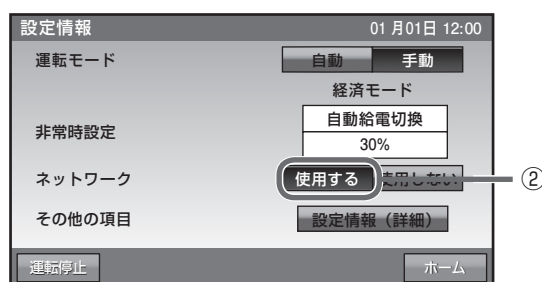 設定情報 01月01日 12:00
運転モード 自動 手動
経済モード
非常時設定 自動給電切換
30%
ネットワーク 使用する 使用しない ②
その他の項目 設定情報（詳細）
運転停止 ホーム